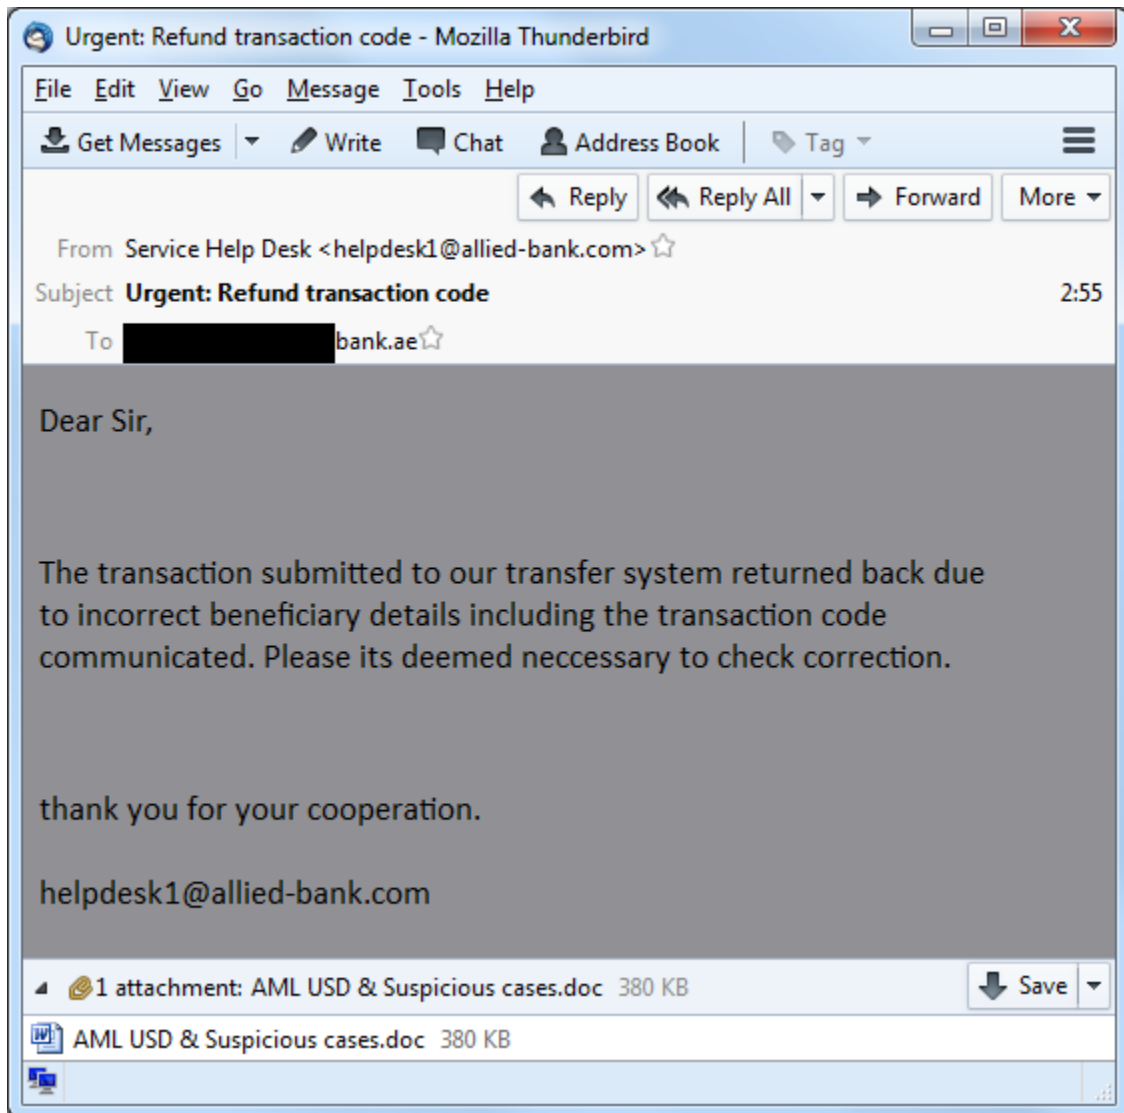 Urgent: Refund transaction code - Mozilla Thunderbird
File Edit View Go Message Tools Help
Get Messages Write Chat Address Book Tag
Reply Reply All Forward More
From Service Help Desk <helpdesk1@allied-bank.com>
Subject Urgent: Refund transaction code 2:55
To bank.ae
Dear Sir,
The transaction submitted to our transfer system returned back due
to incorrect beneficiary details including the transaction code
communicated. Please its deemed neccessary to check correction.
thank you for your cooperation.
helpdesk1@allied-bank.com
1 attachment: AML USD & Suspicious cases.doc 380 KB Save
AML USD & Suspicious cases.doc 380 KB